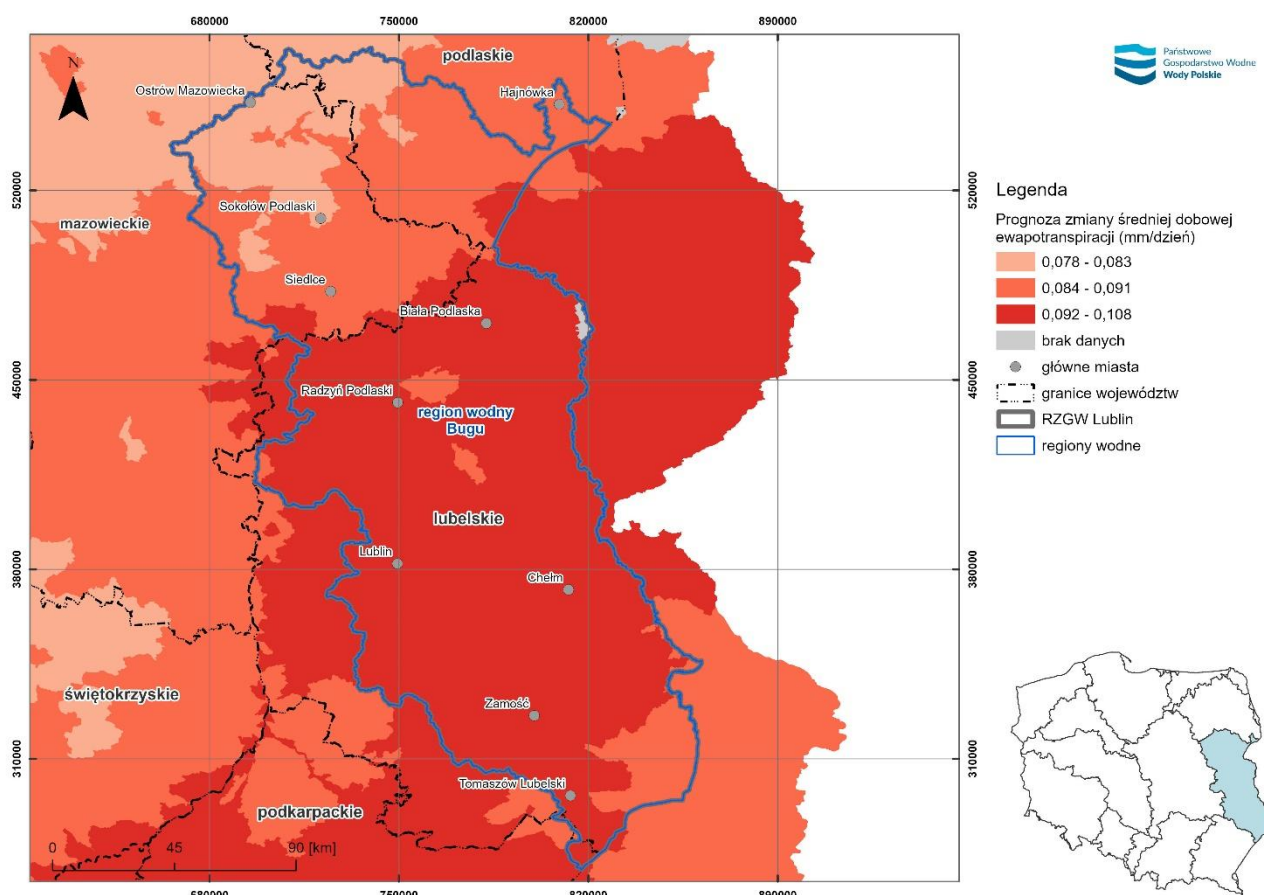 680000
750000
820000
890000
podlaskie
Państwowe
Gospodarstwo Wodne
Wody Polskie
N
Ostrów Mazowiecka
Hajnówka
520000
520000
Legenda
Sokołów Podlaski
mazowieckie
Prognoza zmiany średniej dobowej
ewapotranspiracji (mm/dzień)
0,078 - 0,083
0,084 - 0,091
0,092 - 0,108
brak danych
główne miasta
granice województw
RZGW Lublin
regiony wodne
Siedlce
Biała Podlaska
450000
450000
Radzyń Podlaski
region wodny
Bugu
lubelskie
Lublin
380000
380000
Chełm
świętokrzyskie
Zamość
310000
310000
Tomaszów Lubelski
podkarpackie
0
45
90 [km]
680000
750000
820000
890000